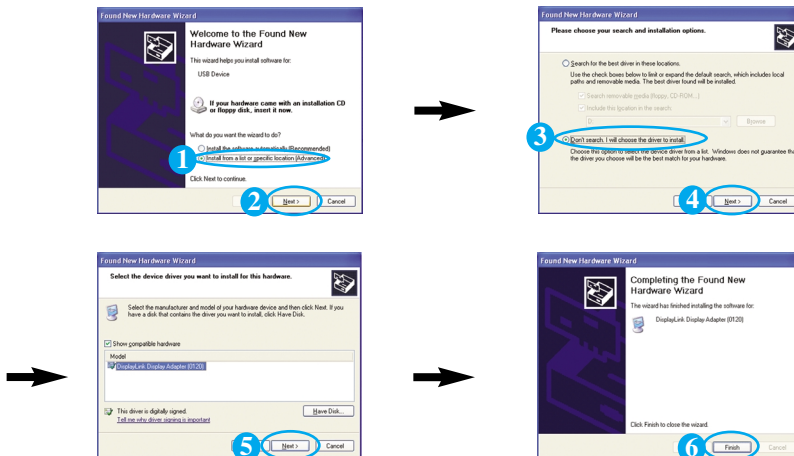 Found New Hardware Wizard
Welcome to the Found New
Hardware Wizard
This wizard helps you install software for:
USB Device
If your hardware came with an installation CD
or floppy disk, insert it now.
What do you want the wizard to do?
Install the software automatically (Recommended)
1
Install from a list or specific location (Advanced)
Click Next to continue.
2
Next >
Cancel
Found New Hardware Wizard
Please choose your search and installation options.
Search for the best driver in these locations.
Use the check boxes below to limit or expand the default search, which includes local
paths and removable media. The best driver found will be installed.
Search removable media (floppy, CD-ROM...)
Include this location in the search:
D:
Browse
3
Don't search. I will choose the driver to install.
Choose this option to select the device driver from a list. Windows does not guarantee tha
the driver you choose will be the best match for your hardware.
4
Next >
Cancel
Found New Hardware Wizard
Select the device driver you want to install for this hardware.
Select the manufacturer and model of your hardware device and then click Next. If you
have a disk that contains the driver you want to install, click Have Disk.
Show compatible hardware
Model
DisplayLink Display Adapter (0120)
This driver is digitally signed.
Have Disk...
Tell me why driver signing is important
5
Next >
Cancel
Found New Hardware Wizard
Completing the Found New
Hardware Wizard
The wizard has finished installing the software for:
DisplayLink Display Adapter (0120)
Click Finish to close the wizard.
6
Finish
Cancel